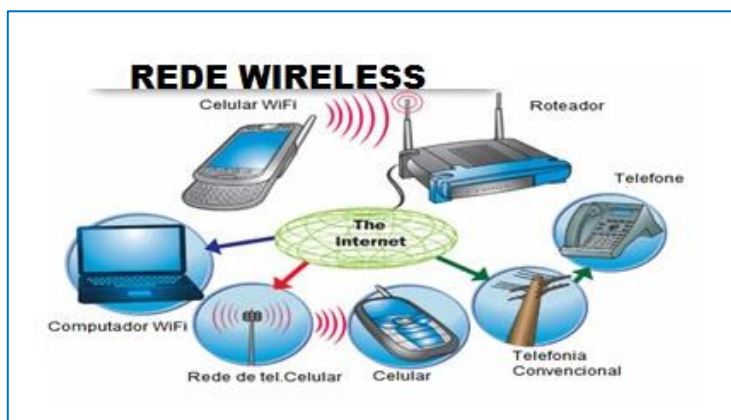 REDE WIRELESS
Celular WiFi
Roteador
Telefone
The
Internet
Computador WiFi
Rede de tel.Celular
Celular
Telefonia
Convencional